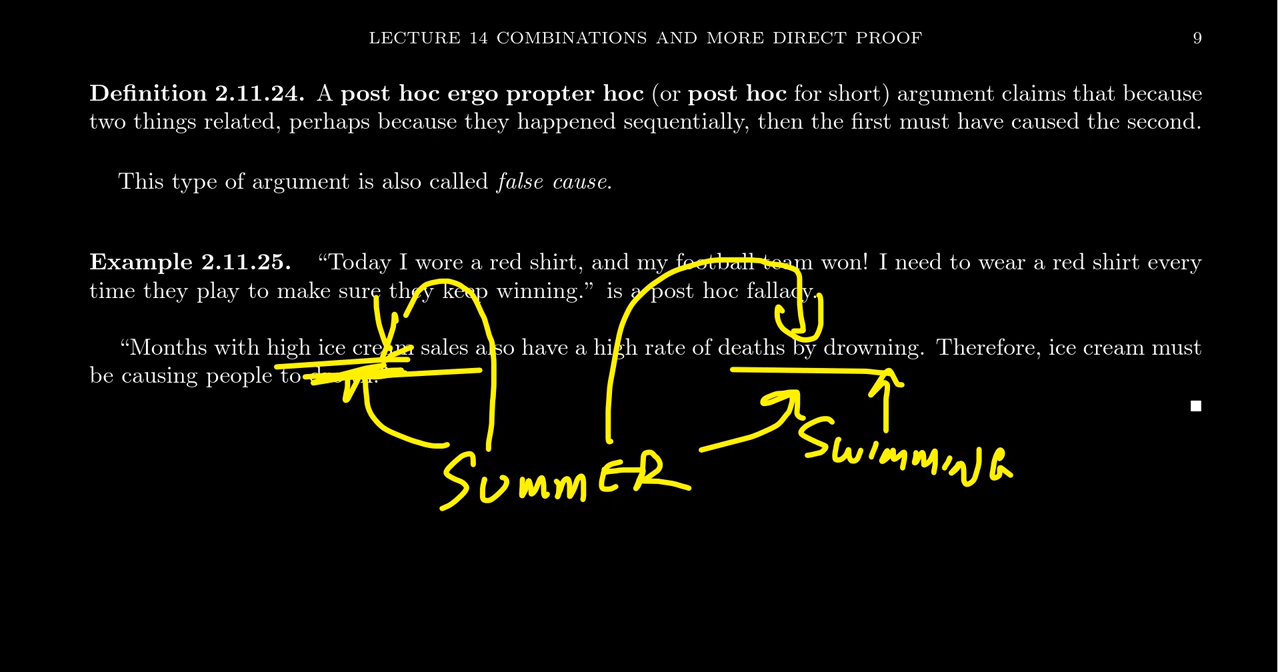 LECTURE 14 COMBINATIONS AND MORE DIRECT PROOF 9
Definition 2.11.24. A post hoc ergo propter hoc (or post hoc for short) argument claims that because
two things related, perhaps because they happened sequentially, then the first must have caused the second.
This type of argument is also called false cause.
Example 2.11.25. “Today I wore a red shirt, and my football team won! I need to wear a red shirt every
time they play to make sure they keep winning.” is a post hoc fallacy.
“Months with high ice cream sales also have a high rate of deaths by drowning. Therefore, ice cream must
be causing people to drown.”
SUMMER
SWIMMING